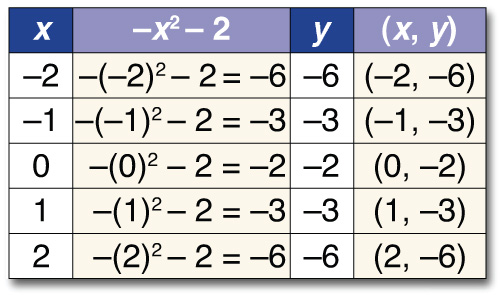 x –x² – 2 y (x, y)
–2 –(–2)² – 2 = –6 –6 (–2, –6)
–1 –(–1)² – 2 = –3 –3 (–1, –3)
0 –(0)² – 2 = –2 –2 (0, –2)
1 –(1)² – 2 = –3 –3 (1, –3)
2 –(2)² – 2 = –6 –6 (2, –6)